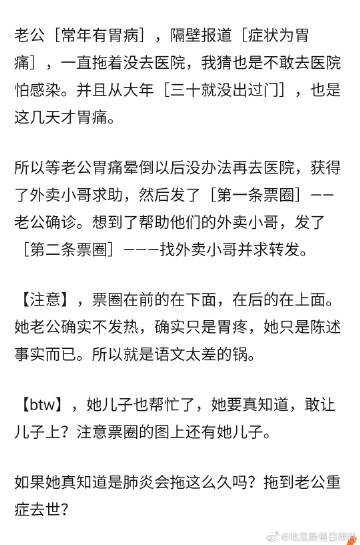 老公［常年有胃病］，隔壁报道［症状为胃
痛］，一直拖着没去医院，我猜也是不敢去医院
怕感染。并且从大年［三十就没出过门］，也是
这几天才胃痛。
所以等老公胃痛晕倒以后没办法再去医院，获得
了外卖小哥求助，然后发了［第一条票圈］——
老公确诊。想到了帮助他们的外卖小哥，发了
［第二条票圈］———找外卖小哥并求转发。
【注意】，票圈在前的在下面，在后的在上面。
她老公确实不发热，确实只是胃疼，她只是陈述
事实而已。所以就是语文太差的锅。
【btw】，她儿子也帮忙了，她要真知道，敢让
儿子上？注意票圈的图上还有她儿子。
如果她真知道是肺炎会拖这么久吗？拖到老公重
症去世？